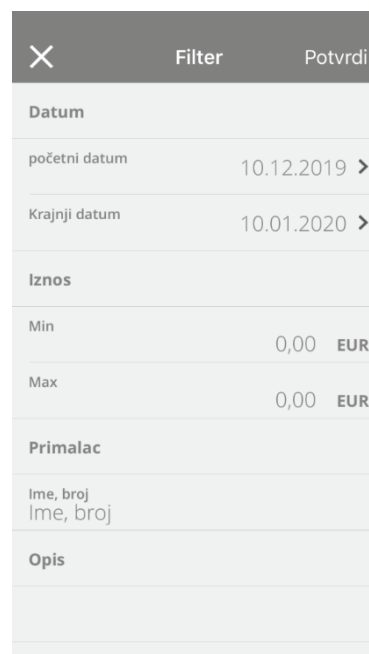 Filter Potvrdi
Datum
početni datum
10.12.2019
Krajnji datum
10.01.2020
Iznos
Min
0,00 EUR
Max
0,00 EUR
Primalac
Ime, broj
Ime, broj
Opis